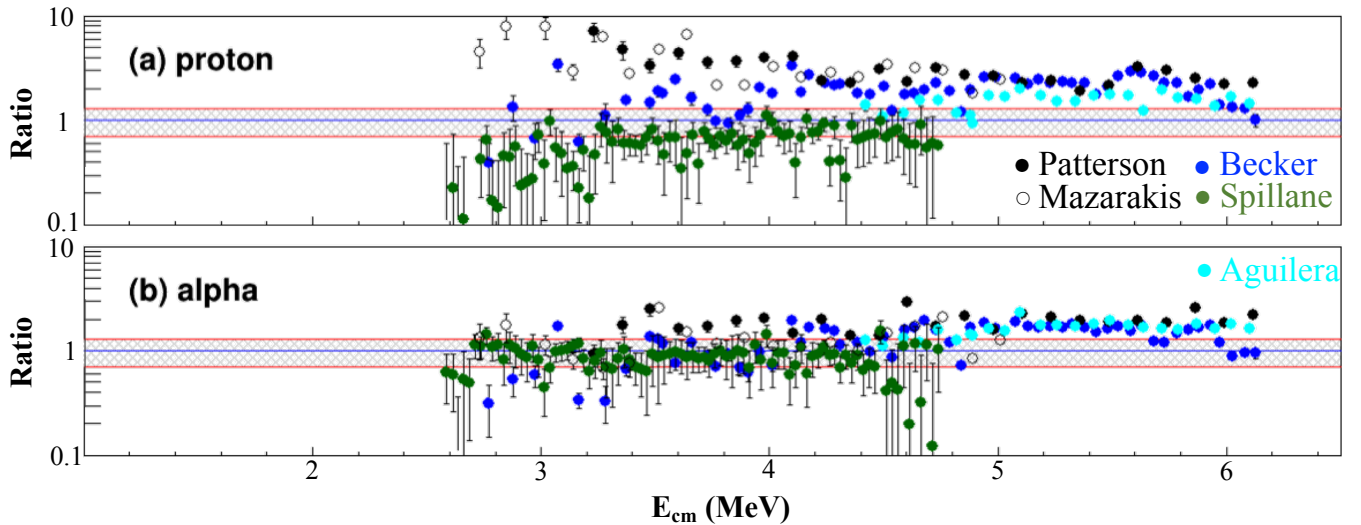 10
(a) proton
Ratio
1
Patterson
Becker
Mazarakis
Spillane
0.1
10
Aguilera
(b) alpha
Ratio
1
0.1
2
3
4
5
6
E_cm (MeV)